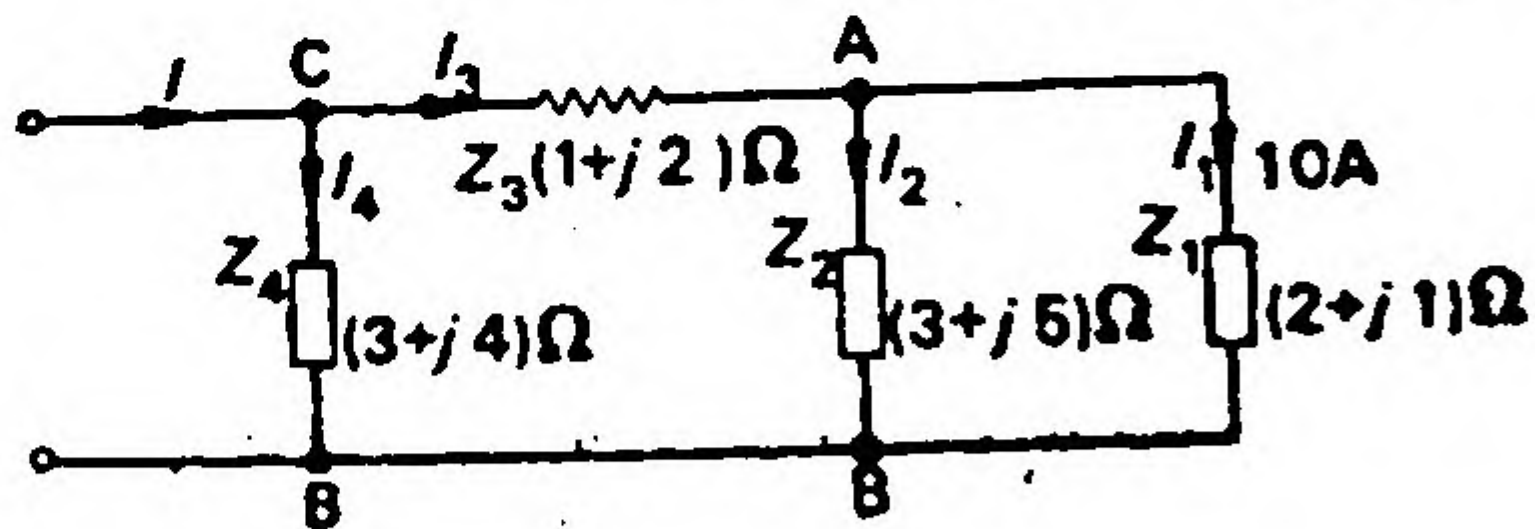 I C I₃ A
Z₃(1+j 2)Ω I₂ I₁ 10A
I₄
Z₄ Z₂ Z₁
(3+j 4)Ω (3+j 5)Ω (2+j 1)Ω
B B